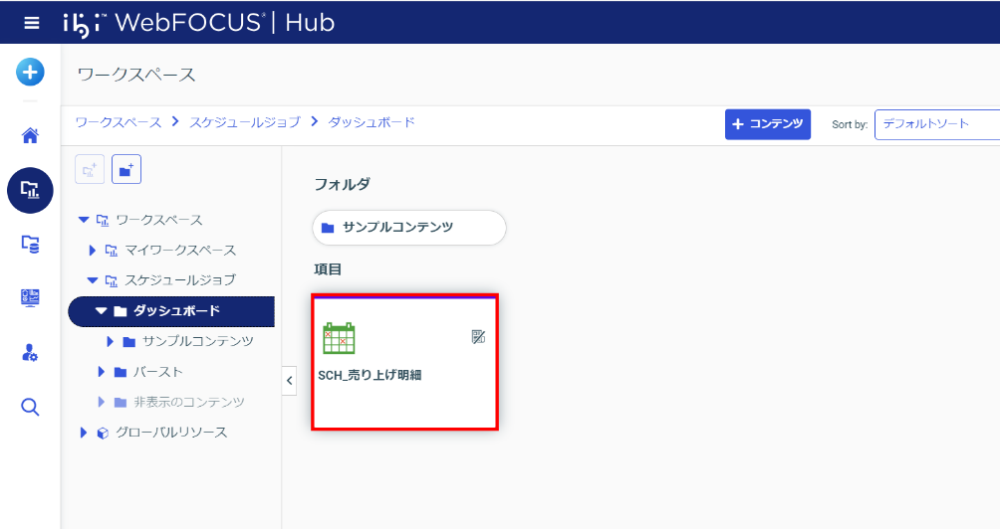 ibi™ WebFOCUS® | Hub
ワークスペース
ワークスペース > スケジュールジョブ > ダッシュボード
+ コンテンツ
Sort by:
デフォルトソート
ワークスペース
マイワークスペース
スケジュールジョブ
ダッシュボード
サンプルコンテンツ
バースト
非表示のコンテンツ
グローバルリソース
フォルダ
サンプルコンテンツ
項目
SCH_売り上げ明細